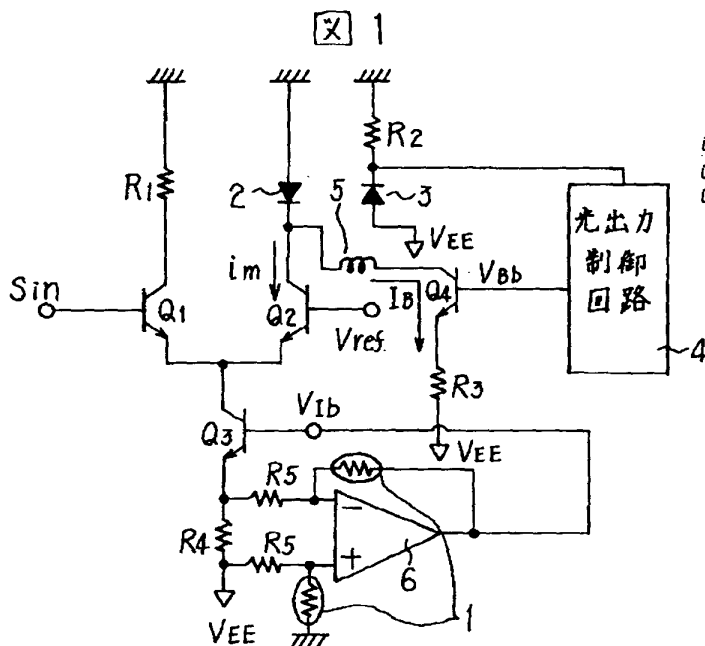 図 1
R1
2
5
R2
3
VEE
光出力
制御
回路
4
im
IB
Q4
VBb
Sin
Q1
Q2
Vref
R3
VEE
Q3
VIb
R5
R4
R5
−
+
6
1
VEE